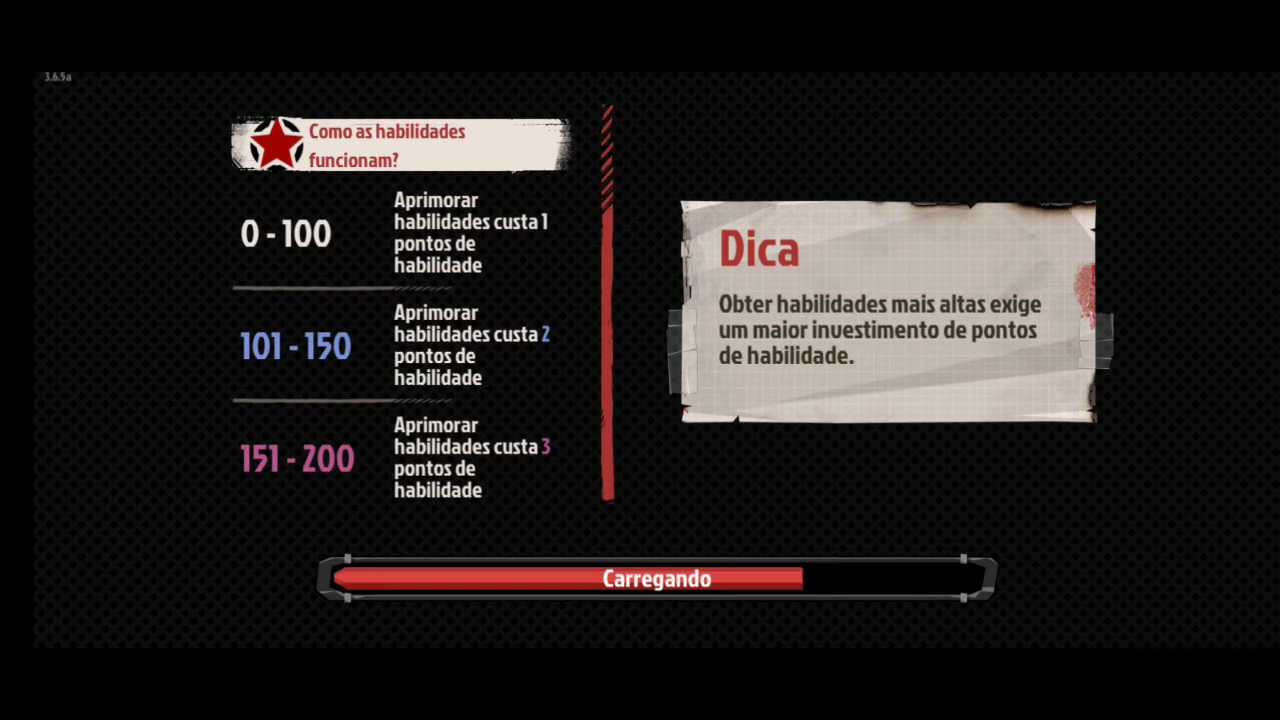 3.6.5a
Como as habilidades
funcionam?
0 - 100
Aprimorar
habilidades custa 1
pontos de
habilidade
101 - 150
Aprimorar
habilidades custa 2
pontos de
habilidade
151 - 200
Aprimorar
habilidades custa 3
pontos de
habilidade
Dica
Obter habilidades mais altas exige
um maior investimento de pontos
de habilidade.
Carregando